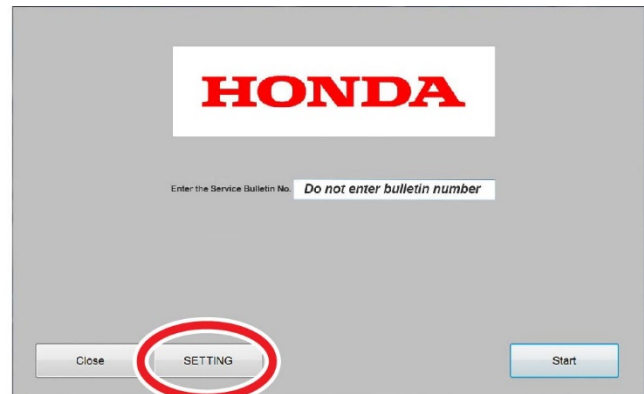 HONDA
Enter the Service Bulletin No. Do not enter bulletin number
Close SETTING Start